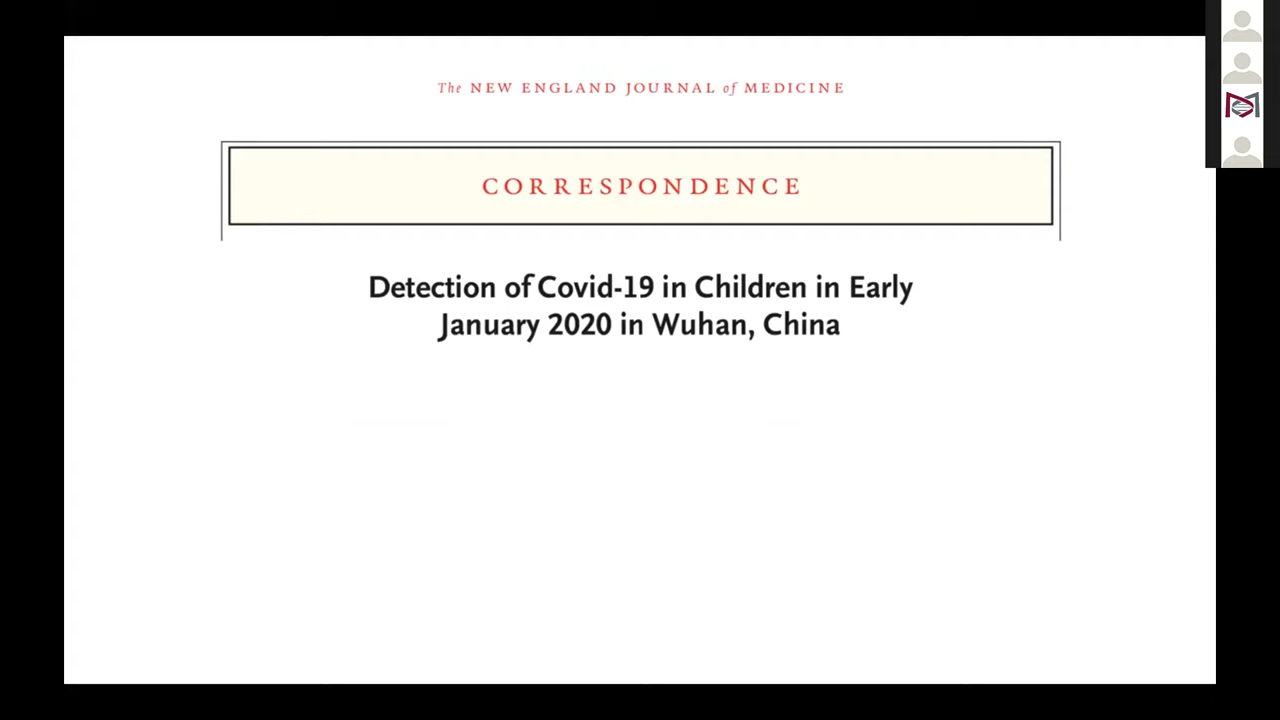 The NEW ENGLAND JOURNAL of MEDICINE
CORRESPONDENCE
Detection of Covid-19 in Children in Early
January 2020 in Wuhan, China